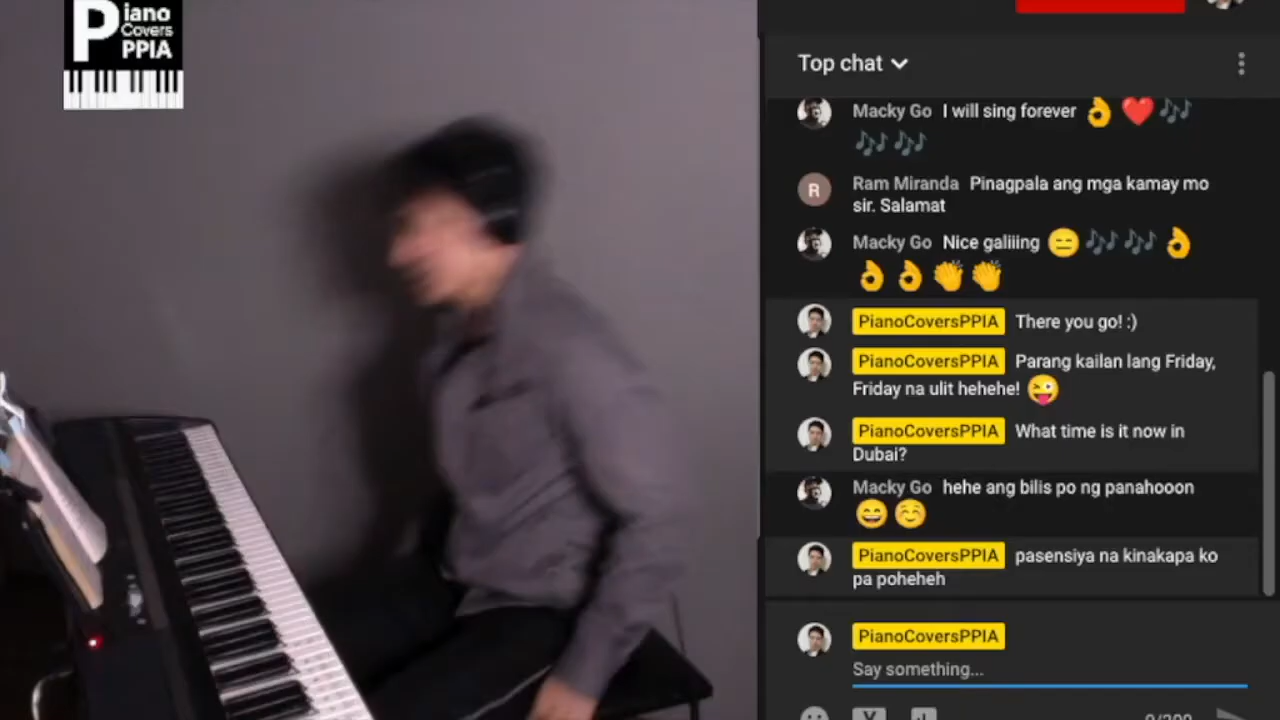 Piano
Covers
PPIA
Top chat
Macky Go I will sing forever 👌❤️🎶
🎶🎶
R
Ram Miranda Pinagpala ang mga kamay mo
sir. Salamat
Macky Go Nice galiiing 😑🎶🎶👌
👌👌👏👏
PianoCoversPPIA There you go! :)
PianoCoversPPIA Parang kailan lang Friday,
Friday na ulit hehehe! 😜
PianoCoversPPIA What time is it now in
Dubai?
Macky Go hehe ang bilis po ng panahooon
😄☺️
PianoCoversPPIA pasensiya na kinakapa ko
pa poheheh
PianoCoversPPIA
Say something...